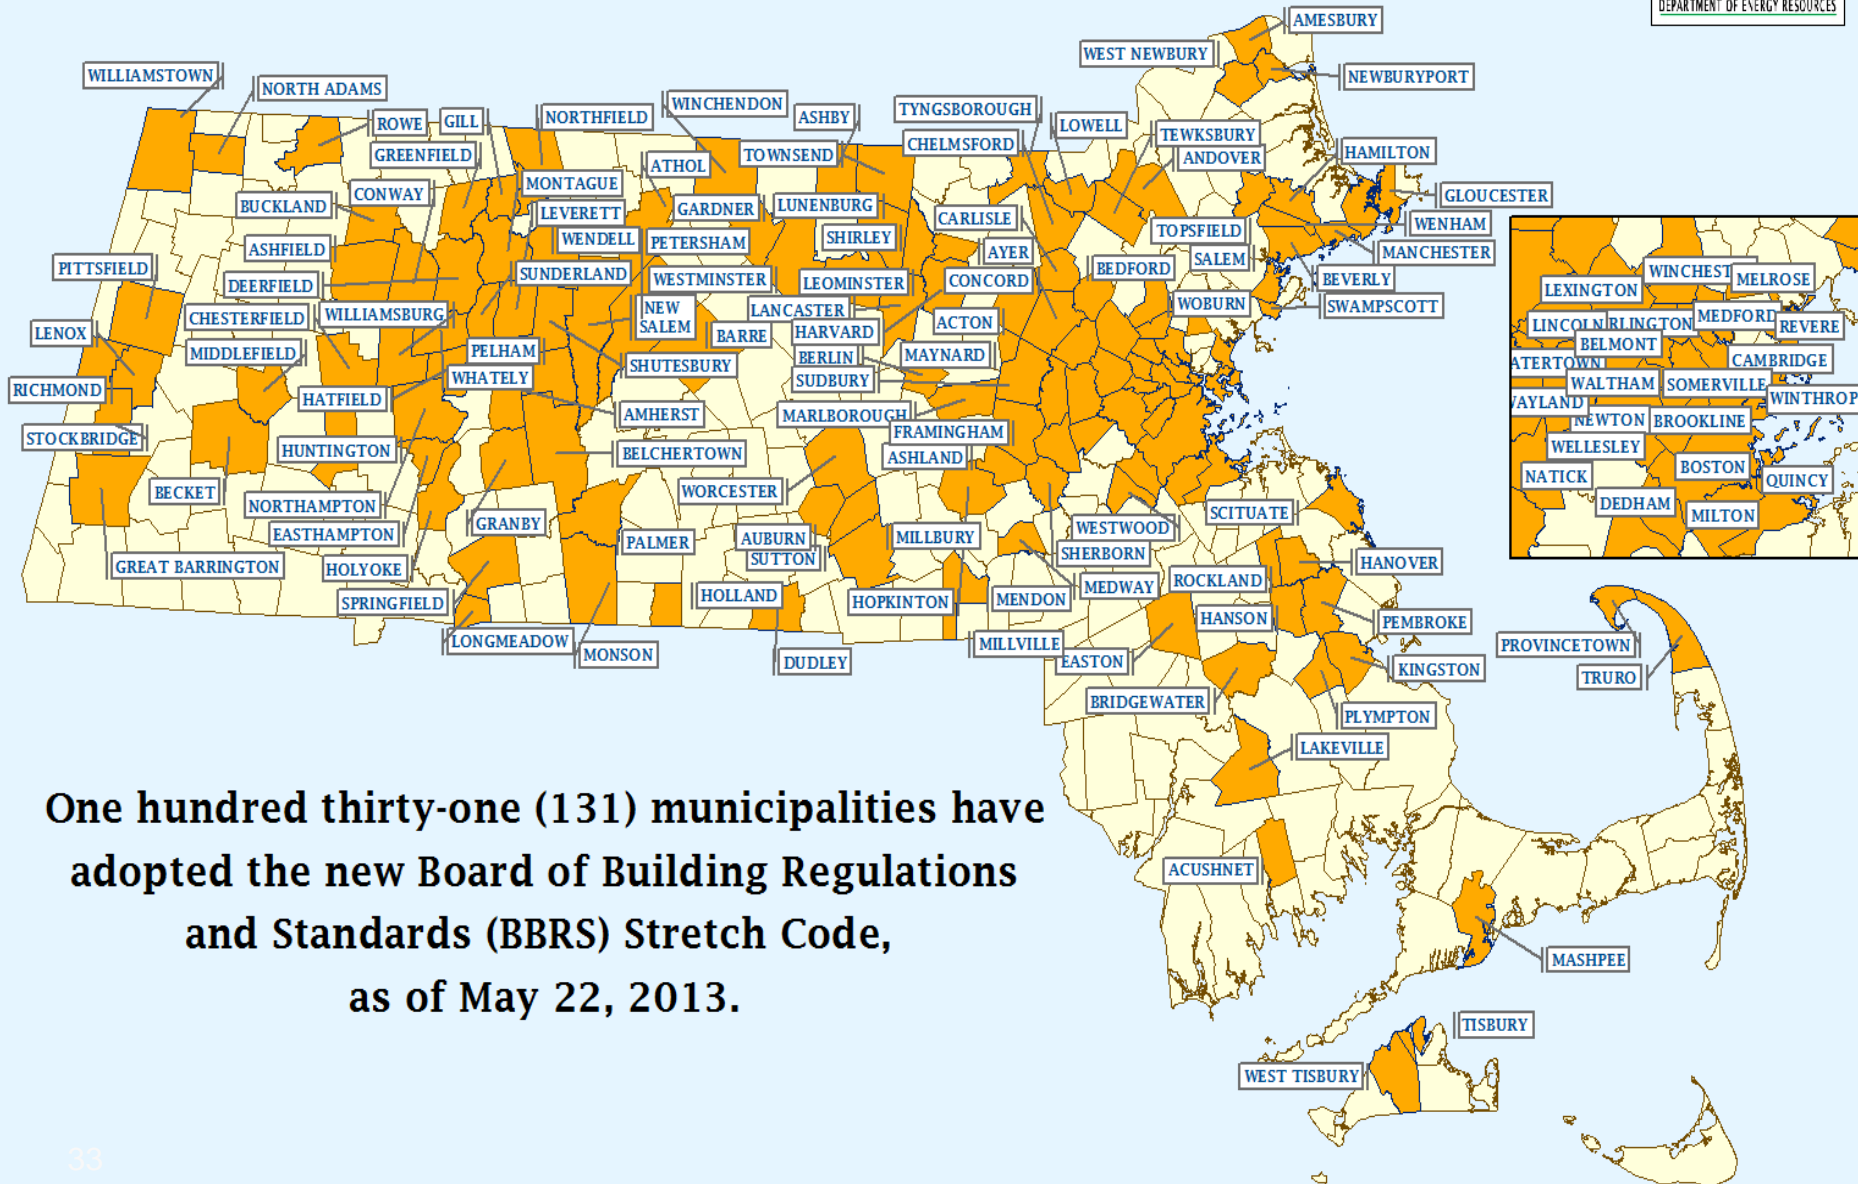 DEPARTMENT OF ENERGY RESOURCES
AMESBURY
WEST NEWBURY
NEWBURYPORT
WILLIAMSTOWN
NORTH ADAMS
ROWE
GILL
NORTHFIELD
WINCHENDON
ASHBY
TYNGSBOROUGH
LOWELL
TEWKSBURY
CHELMSFORD
ANDOVER
HAMILTON
GREENFIELD
ATHOL
TOWNSEND
CONWAY
MONTAGUE
GLOUCESTER
BUCKLAND
LEVERETT
GARDNER
LUNENBURG
CARLISLE
WENHAM
TOPSFIELD
ASHFIELD
WENDELL
PETERSHAM
SHIRLEY
AYER
SALEM
MANCHESTER
PITTSFIELD
DEERFIELD
SUNDERLAND
WESTMINSTER
LEOMINSTER
CONCORD
BEDFORD
BEVERLY
CHESTERFIELD
WILLIAMSBURG
NEW
SALEM
LANCASTER
WOBURN
SWAMPSCOTT
LENOX
BARRE
HARVARD
ACTON
MIDDLEFIELD
PELHAM
SHUTESBURY
BERLIN
MAYNARD
RICHMOND
WHATELY
SUDBURY
HATFIELD
AMHERST
MARLBOROUGH
STOCKBRIDGE
FRAMINGHAM
HUNTINGTON
BELCHERTOWN
ASHLAND
BECKET
WORCESTER
NORTHAMPTON
GRANBY
WESTWOOD
SCITUATE
EASTHAMPTON
PALMER
AUBURN
MILLBURY
SUTTON
SHERBORN
GREAT BARRINGTON
HOLYOKE
HANOVER
ROCKLAND
MEDWAY
SPRINGFIELD
HOLLAND
HOPKINTON
MENDON
HANSON
PEMBROKE
LONGMEADOW
MONSON
DUDLEY
MILLVILLE
EASTON
KINGSTON
BRIDGEWATER
PLYMPTON
LAKEVILLE
ACUSHNET
MASHPEE
TISBURY
WEST TISBURY
PROVINCETOWN
TRURO
WINCHEST
MELROSE
LEXINGTON
MEDFORD
LINCOLN
RLINGTON
REVERE
BELMONT
ATERTOWN
CAMBRIDGE
WALTHAM
SOMERVILLE
AYLAND
WINTHROP
NEWTON
BROOKLINE
WELLESLEY
NATICK
BOSTON
QUINCY
DEDHAM
MILTON
One hundred thirty-one (131) municipalities have
adopted the new Board of Building Regulations
and Standards (BBRS) Stretch Code,
as of May 22, 2013.
33